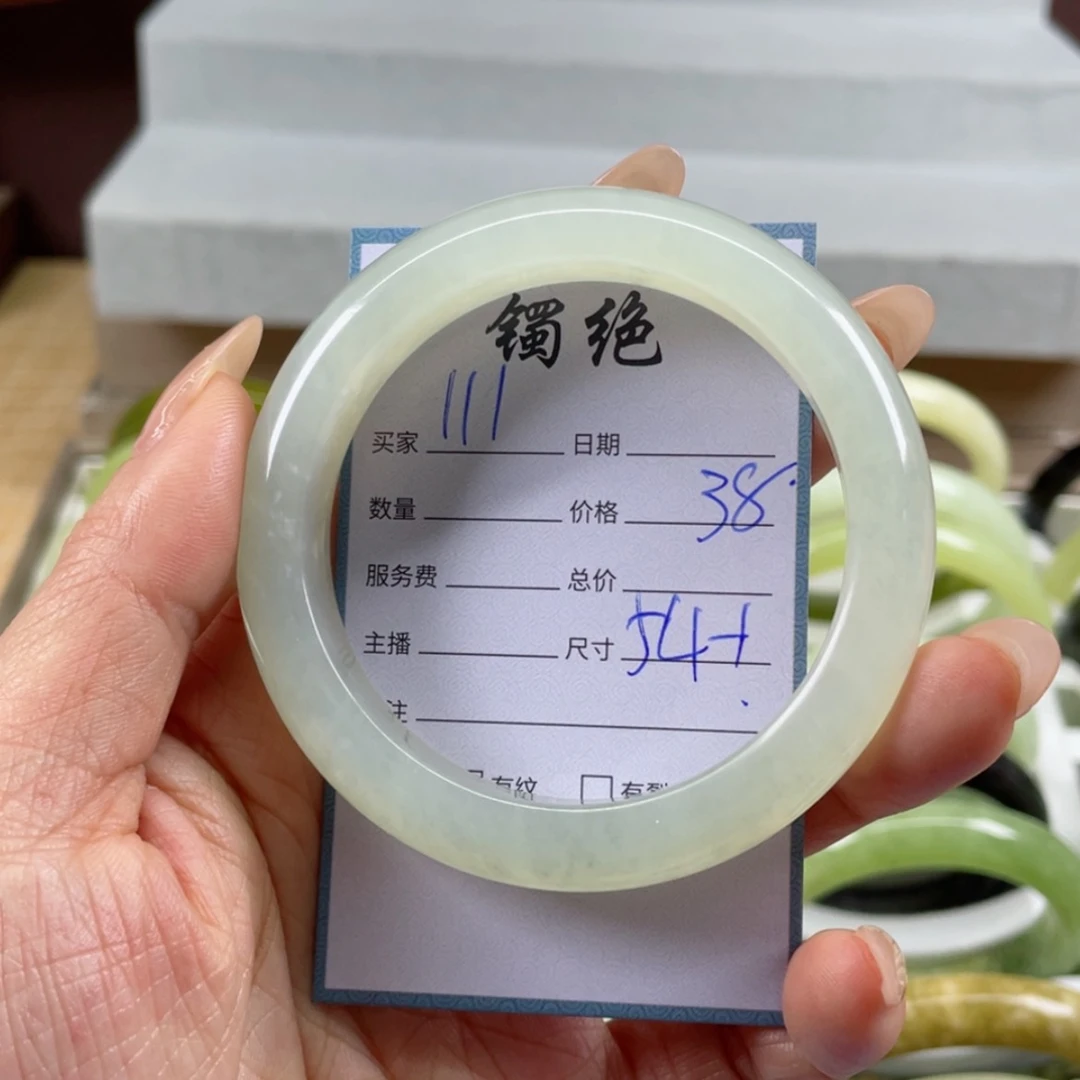 镯绝
买家 111 日期
数量 价格 38
服务费 总价
主播 尺寸 54+
注
有纹 有裂